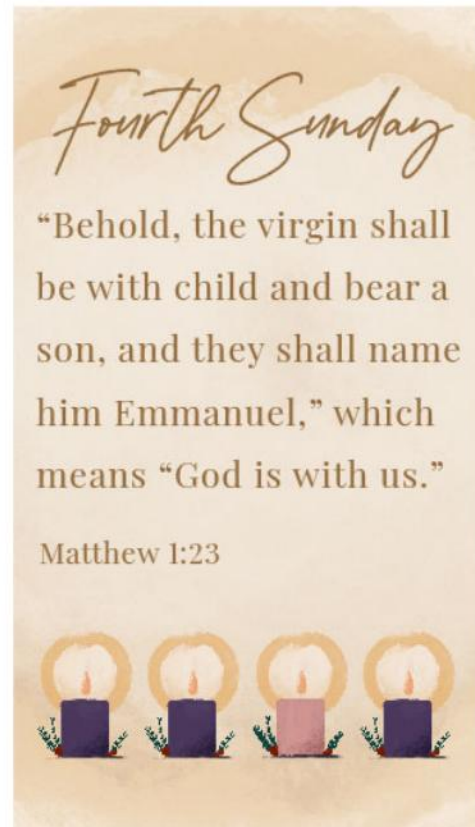 Fourth Sunday
“Behold, the virgin shall
be with child and bear a
son, and they shall name
him Emmanuel,” which
means “God is with us.”
Matthew 1:23